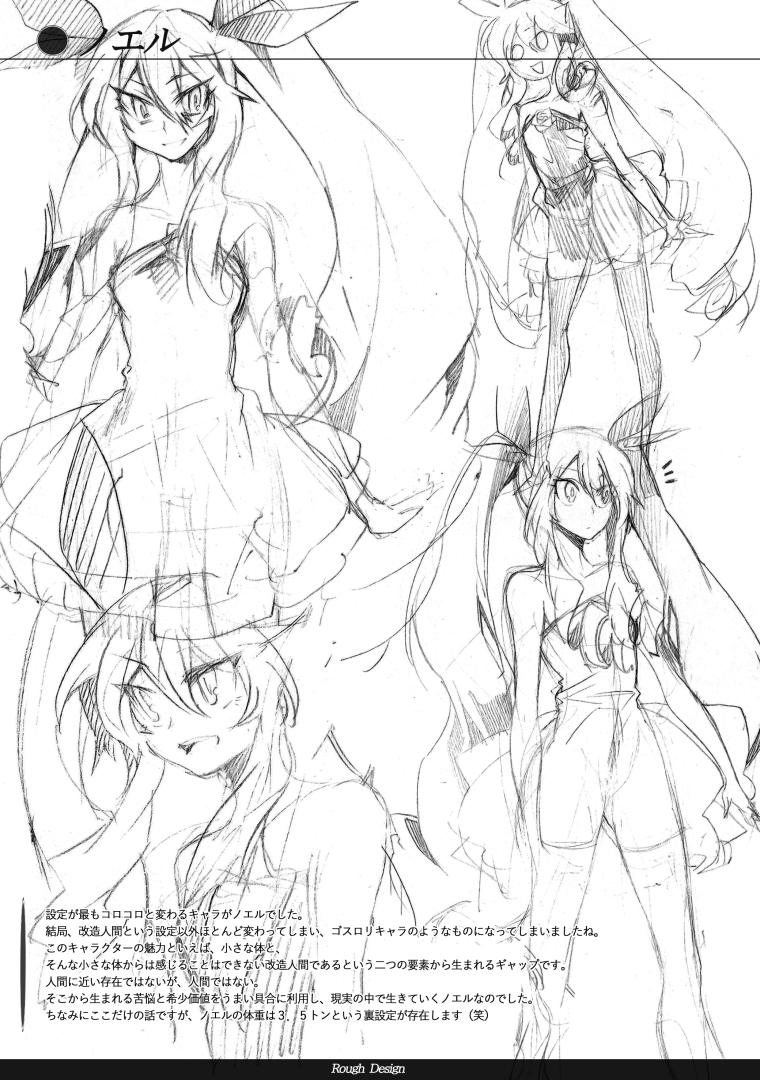 ノエル
設定が最もコロコロと変わるキャラがノエルでした。
結局、改造人間という設定以外ほとんど変わってしまい、ゴスロリキャラのようなものになってしまいましたね。
このキャラクターの魅力といえば、小さな体と、
そんな小さな体からは感じることはできない改造人間であるという二つの要素から生まれるギャップです。
人間に近い存在ではないが、人間ではない。
そこから生まれる苦悩と希少価値をうまい具合に利用し、現実の中で生きていくノエルなのでした。
ちなみにここだけの話ですが、ノエルの体重は３．５トンという裏設定が存在します（笑）
Rough Design